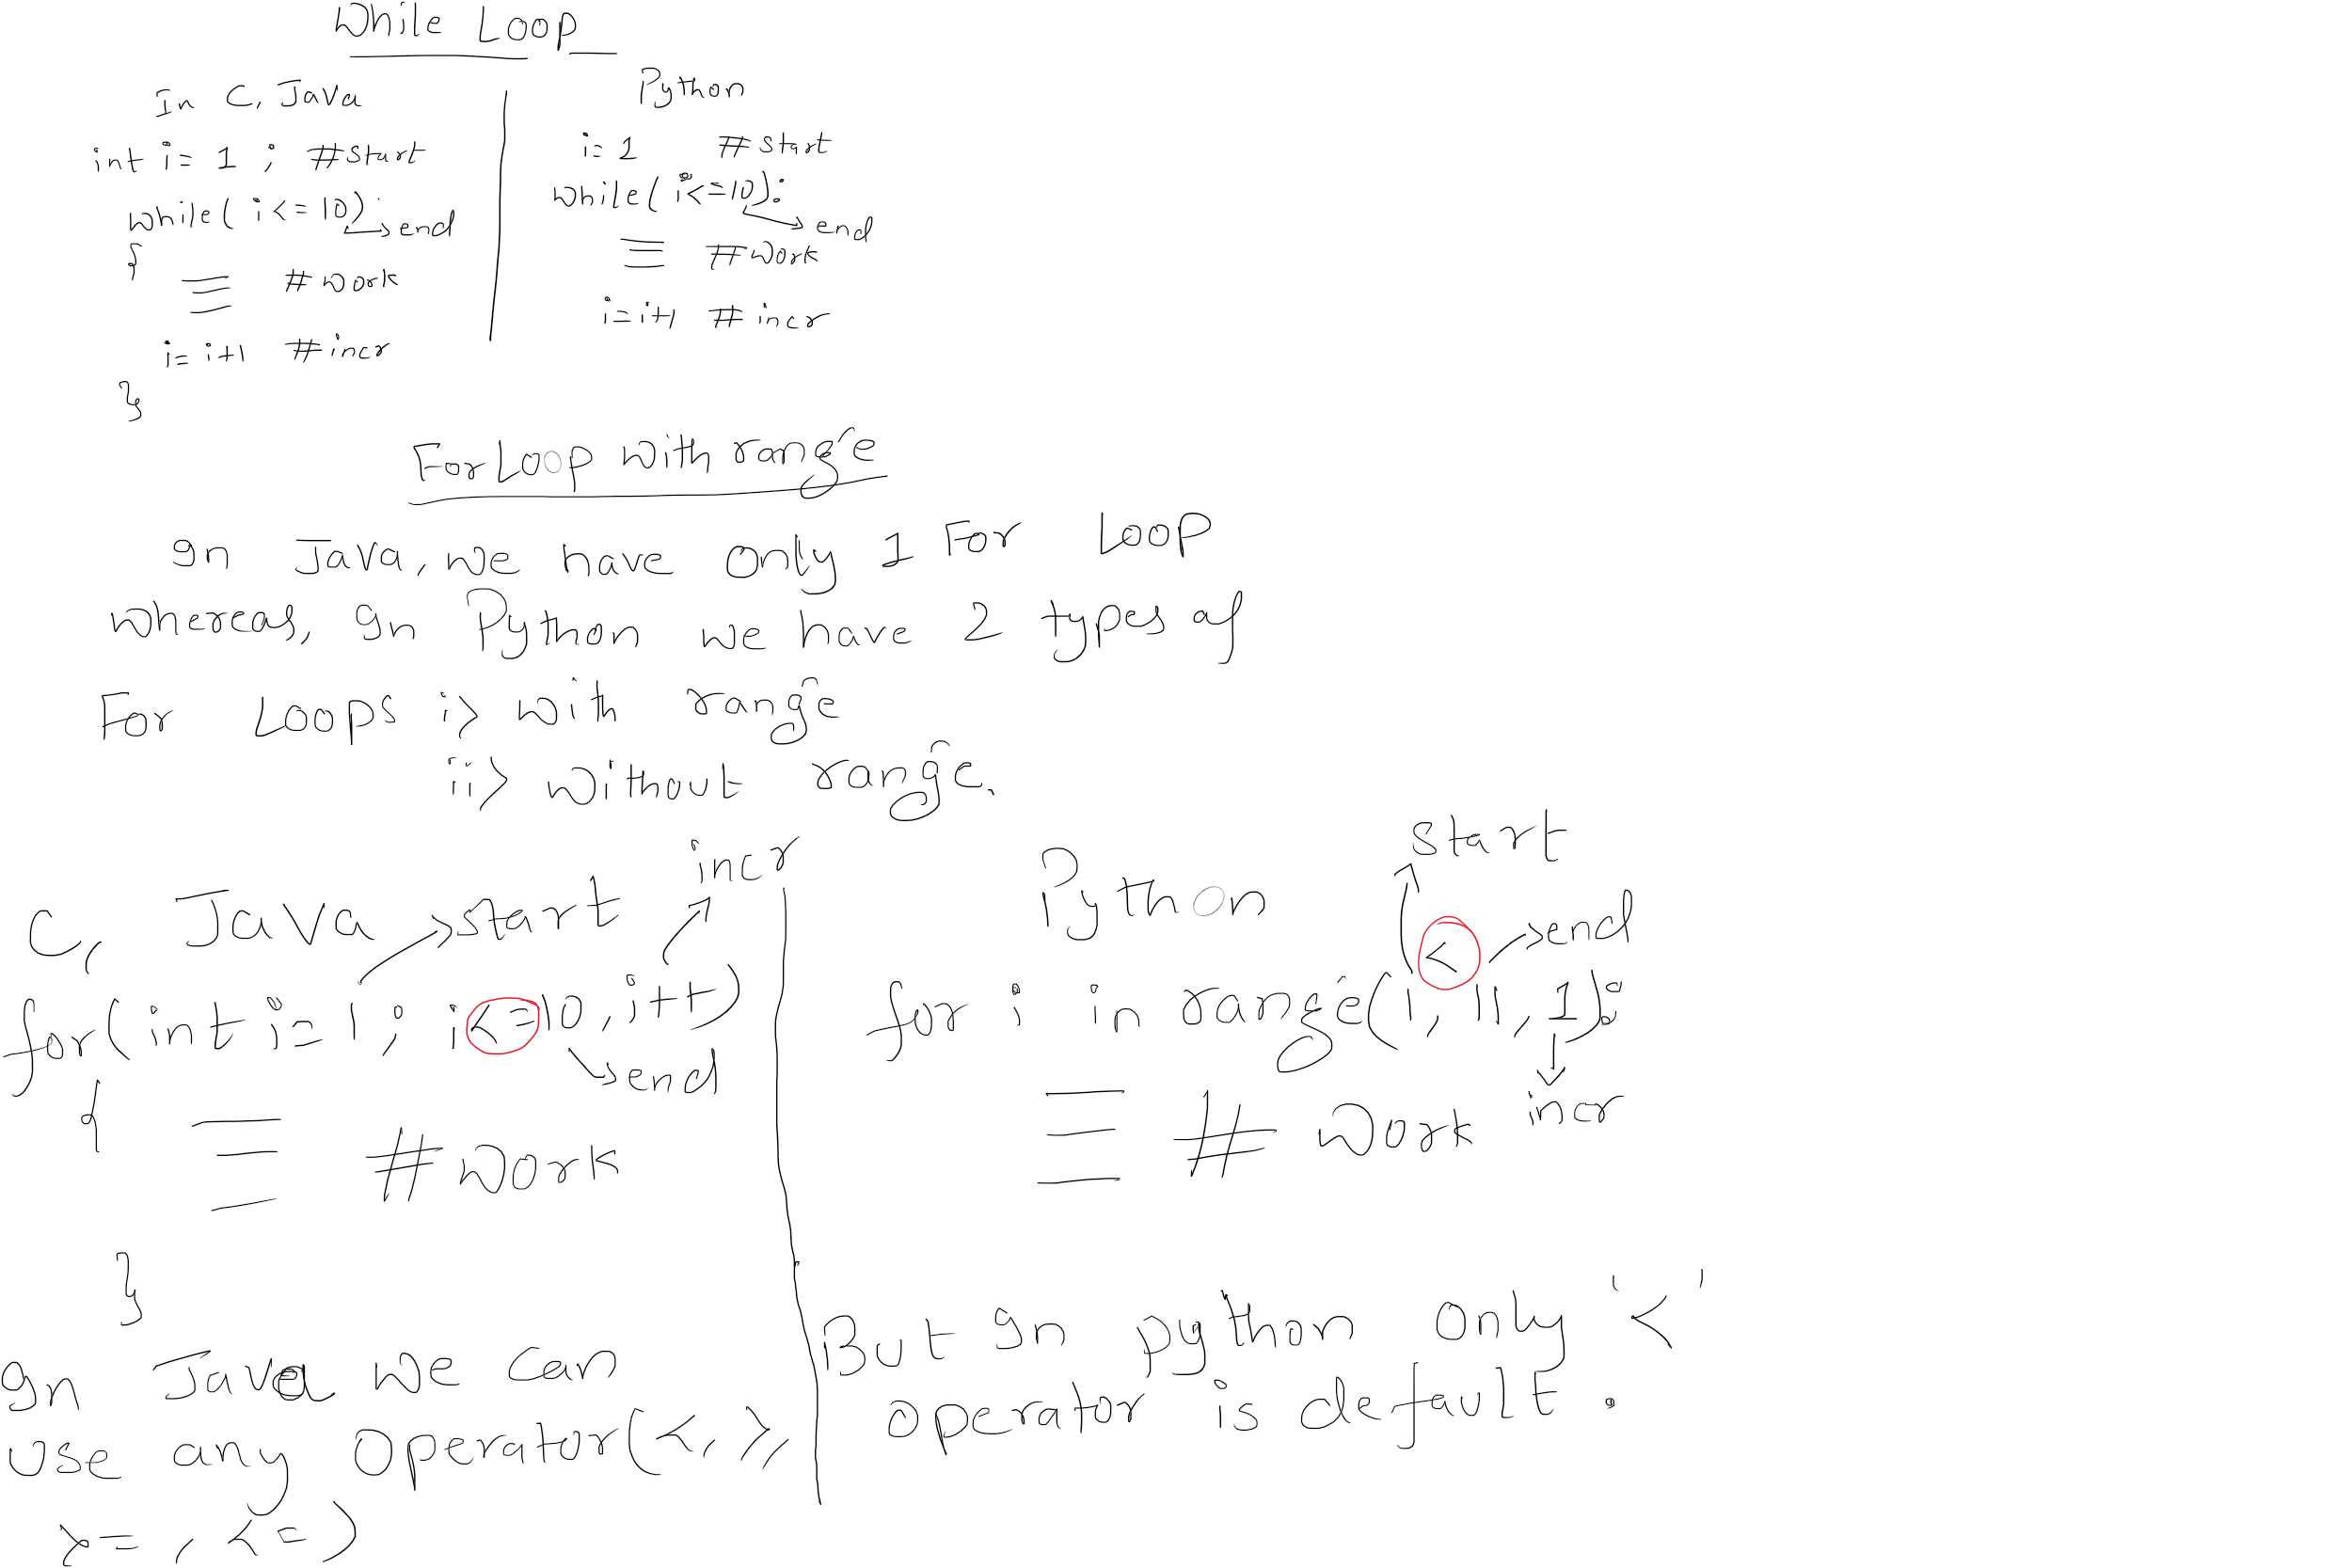 While Loop
In C, Java
int i = 1 ; #start
while( i<=10)
end
{
#work
i= i+1 #incr
}
Python
i=1 #start
while( i<=10):
end
#work
i=i+1 #incr
For Loop with range
In Java, we have only 1 For Loop
whereas, In Python we have 2 types of
For Loops i> with range
ii> without range.
C, Java
start
incr
for(int i=1; i<=10, i++)
end
{
#work
}
In Java we can
use any operator(<, >,
>= , <= )
Python
start
<
end
for i in range(1, 11, 1):
incr
# work
But In python only '<'
operator is default.